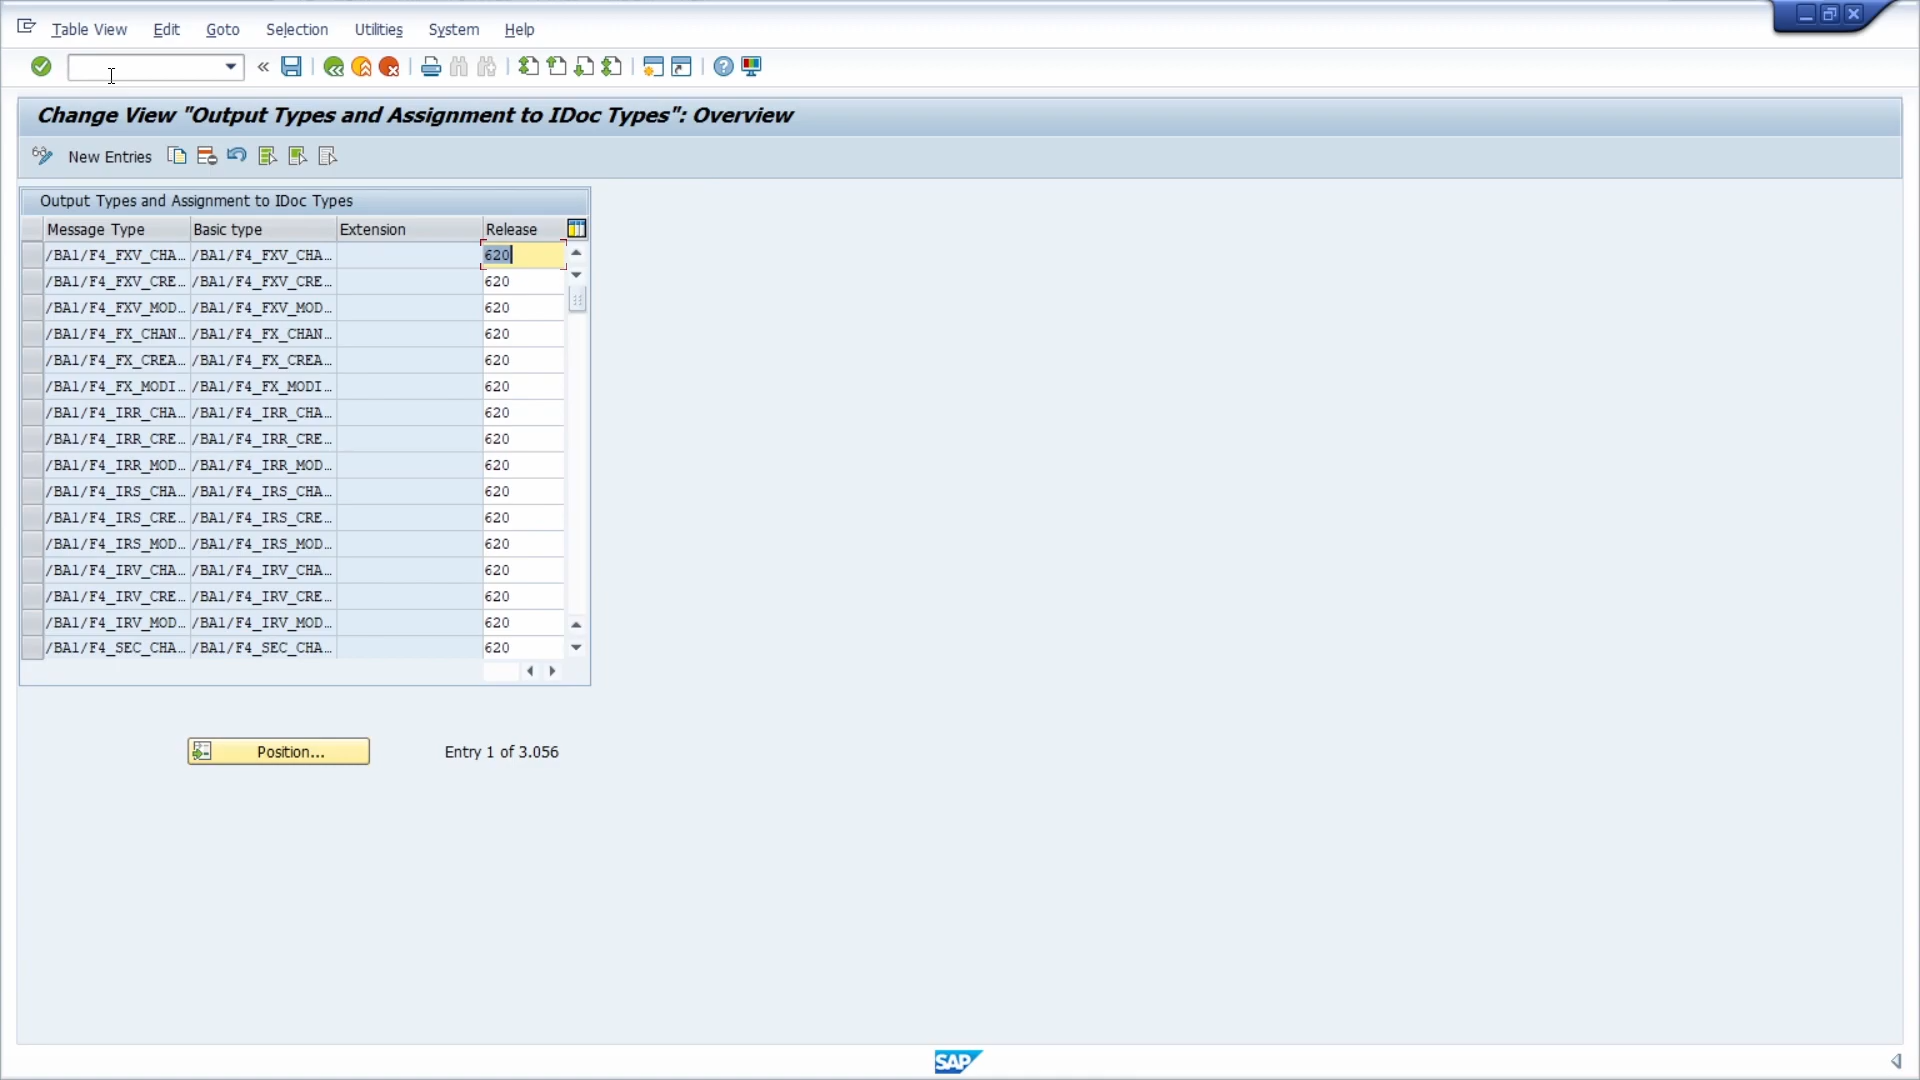 Table View Edit Goto Selection Utilities System Help
Change View "Output Types and Assignment to IDoc Types": Overview
New Entries
Output Types and Assignment to IDoc Types
Message Type Basic type Extension Release
/BA1/F4_FXV_CHA… /BA1/F4_FXV_CHA… 620
/BA1/F4_FXV_CRE… /BA1/F4_FXV_CRE… 620
/BA1/F4_FXV_MOD… /BA1/F4_FXV_MOD… 620
/BA1/F4_FX_CHAN… /BA1/F4_FX_CHAN… 620
/BA1/F4_FX_CREA… /BA1/F4_FX_CREA… 620
/BA1/F4_FX_MODI… /BA1/F4_FX_MODI… 620
/BA1/F4_IRR_CHA… /BA1/F4_IRR_CHA… 620
/BA1/F4_IRR_CRE… /BA1/F4_IRR_CRE… 620
/BA1/F4_IRR_MOD… /BA1/F4_IRR_MOD… 620
/BA1/F4_IRS_CHA… /BA1/F4_IRS_CHA… 620
/BA1/F4_IRS_CRE… /BA1/F4_IRS_CRE… 620
/BA1/F4_IRS_MOD… /BA1/F4_IRS_MOD… 620
/BA1/F4_IRV_CHA… /BA1/F4_IRV_CHA… 620
/BA1/F4_IRV_CRE… /BA1/F4_IRV_CRE… 620
/BA1/F4_IRV_MOD… /BA1/F4_IRV_MOD… 620
/BA1/F4_SEC_CHA… /BA1/F4_SEC_CHA… 620
Position... Entry 1 of 3.056
SAP